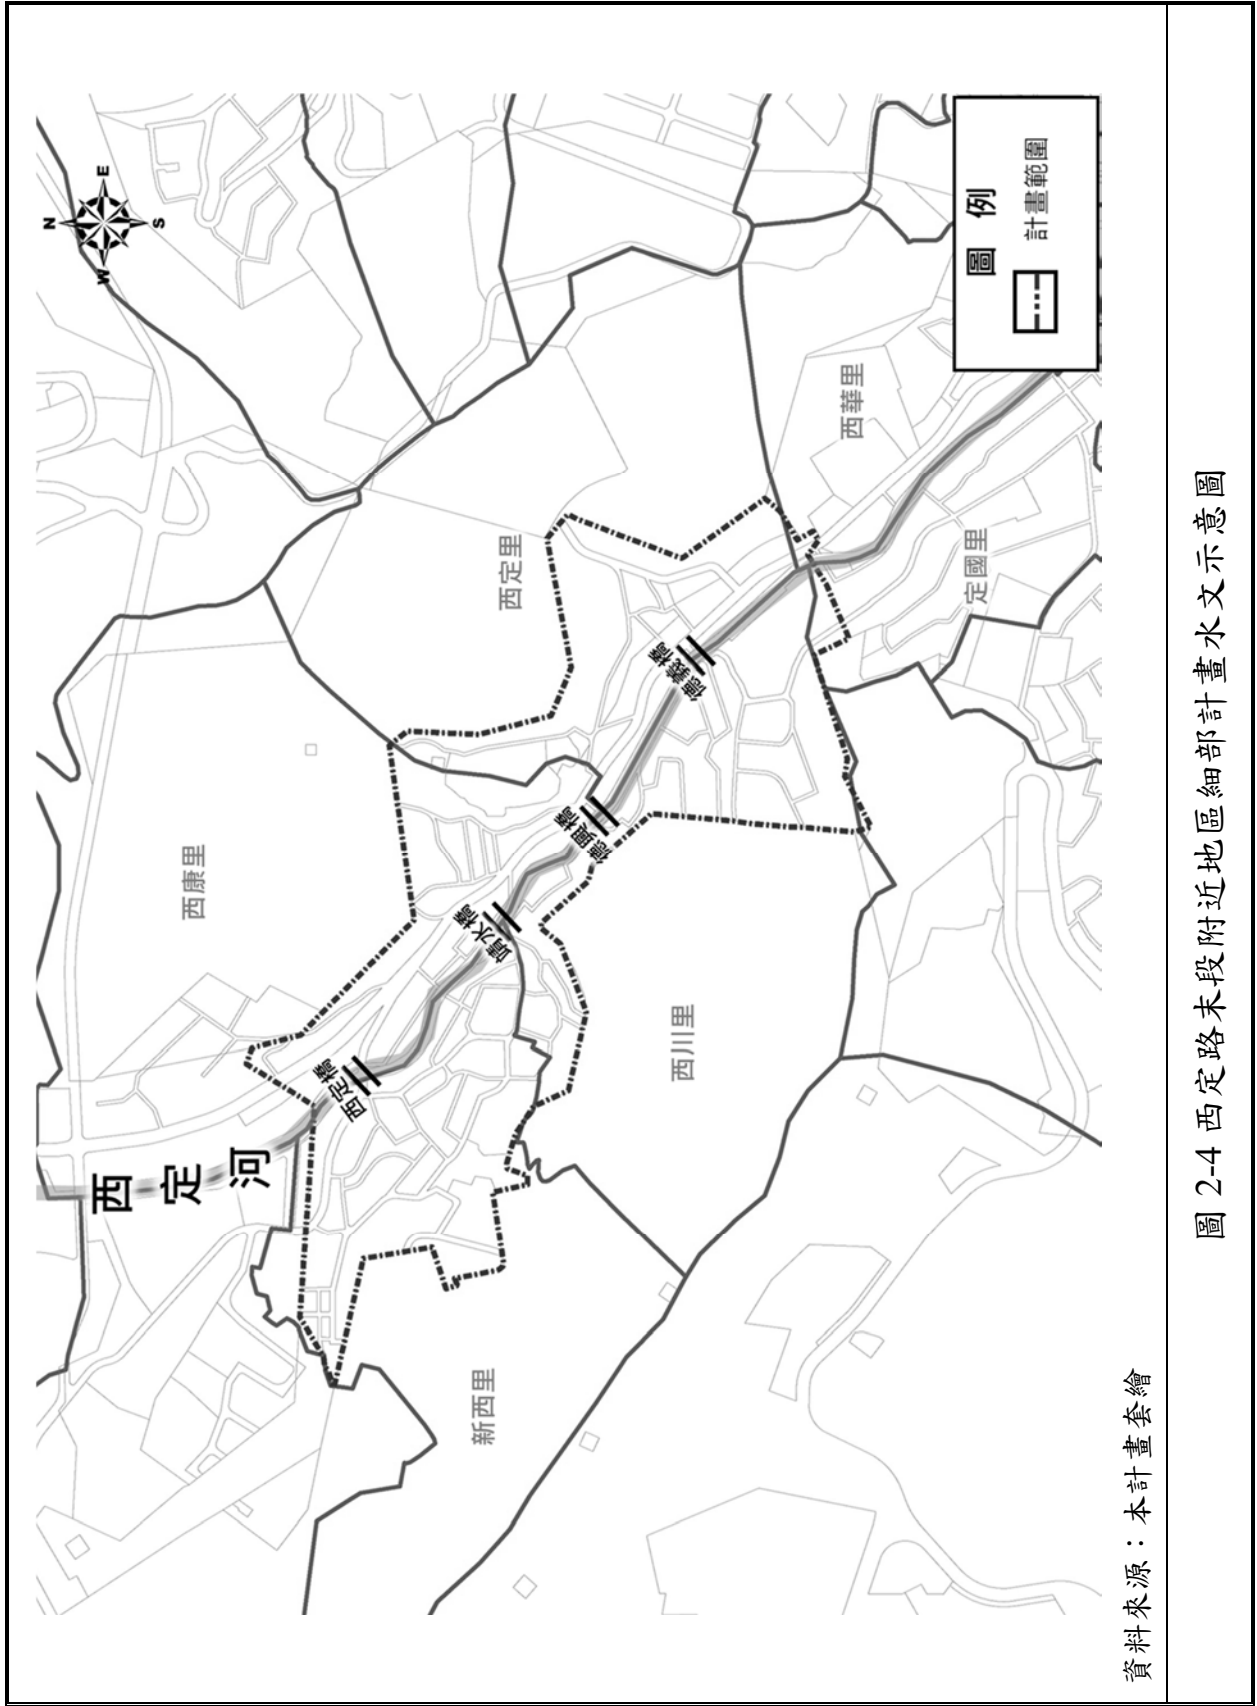 N
W
E
S
西定河
西康里
西定橋
靖水橋
西定里
德興橋
德義橋
新西里
西川里
西華里
定國里
圖 例
計畫範圍
資料來源：本計畫套繪
圖 2-4 西定路末段附近地區細部計畫水文示意圖